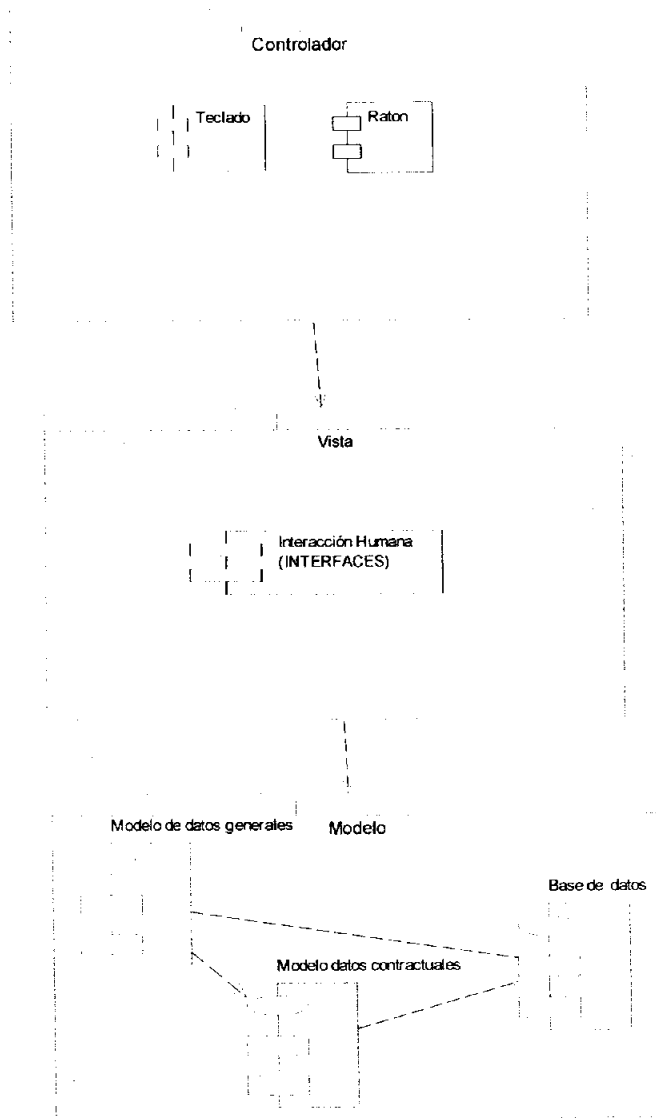 Controlador
Teclado
Raton
Vista
Interacción Humana
(INTERFACES)
Modelo de datos generales
Modelo
Base de datos
Modelo datos contractuales